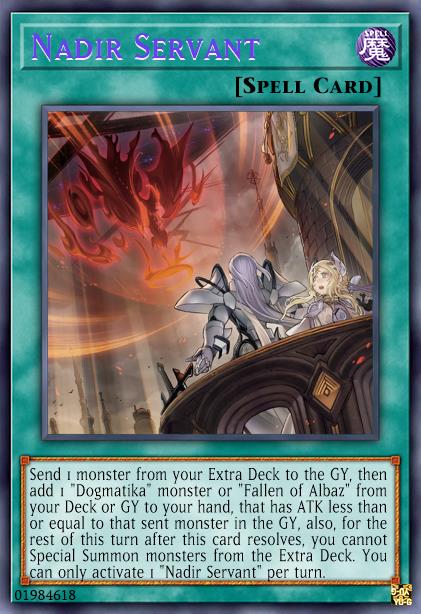 Nadir Servant
SPELL
魔
[Spell Card]
Send 1 monster from your Extra Deck to the GY, then
add 1 "Dogmatika" monster or "Fallen of Albaz" from
your Deck or GY to your hand, that has ATK less than
or equal to that sent monster in the GY, also, for the
rest of this turn after this card resolves, you cannot
Special Summon monsters from the Extra Deck. You
can only activate 1 "Nadir Servant" per turn.
01984618